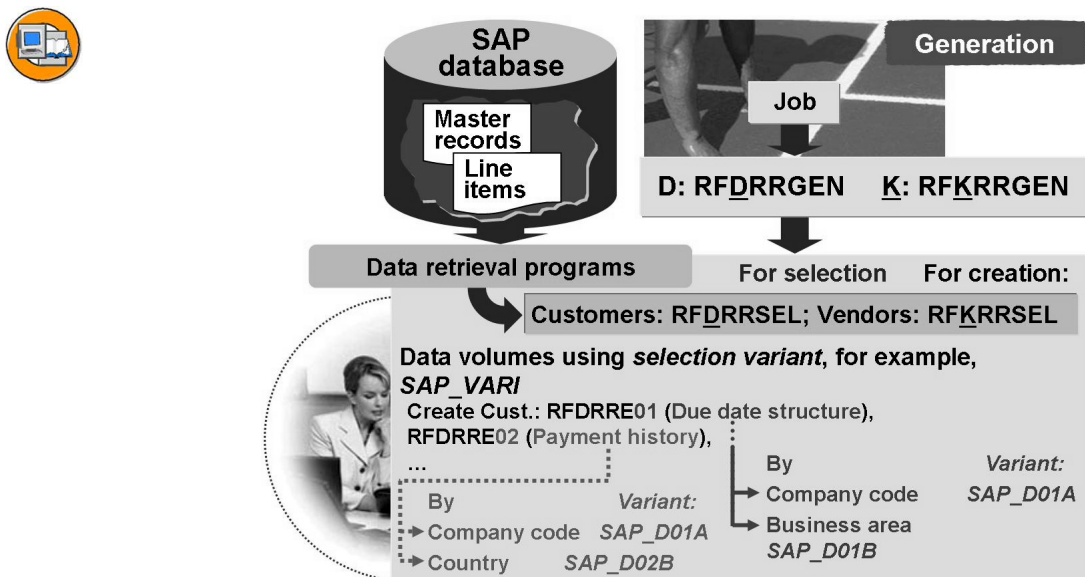 SAP
database
Master
records
Line
items
Generation
Job
D: RFDRRGEN K: RFKRRGEN
Data retrieval programs
For selection For creation:
Customers: RFDRRSEL; Vendors: RFKRRSEL
Data volumes using selection variant, for example,
SAP_VARI
Create Cust.: RFDRRE01 (Due date structure),
RFDRRE02 (Payment history),
...
By Variant:
Company code SAP_D01A
Country SAP_D02B
By Variant:
Company code SAP_D01A
Business area
SAP_D01B